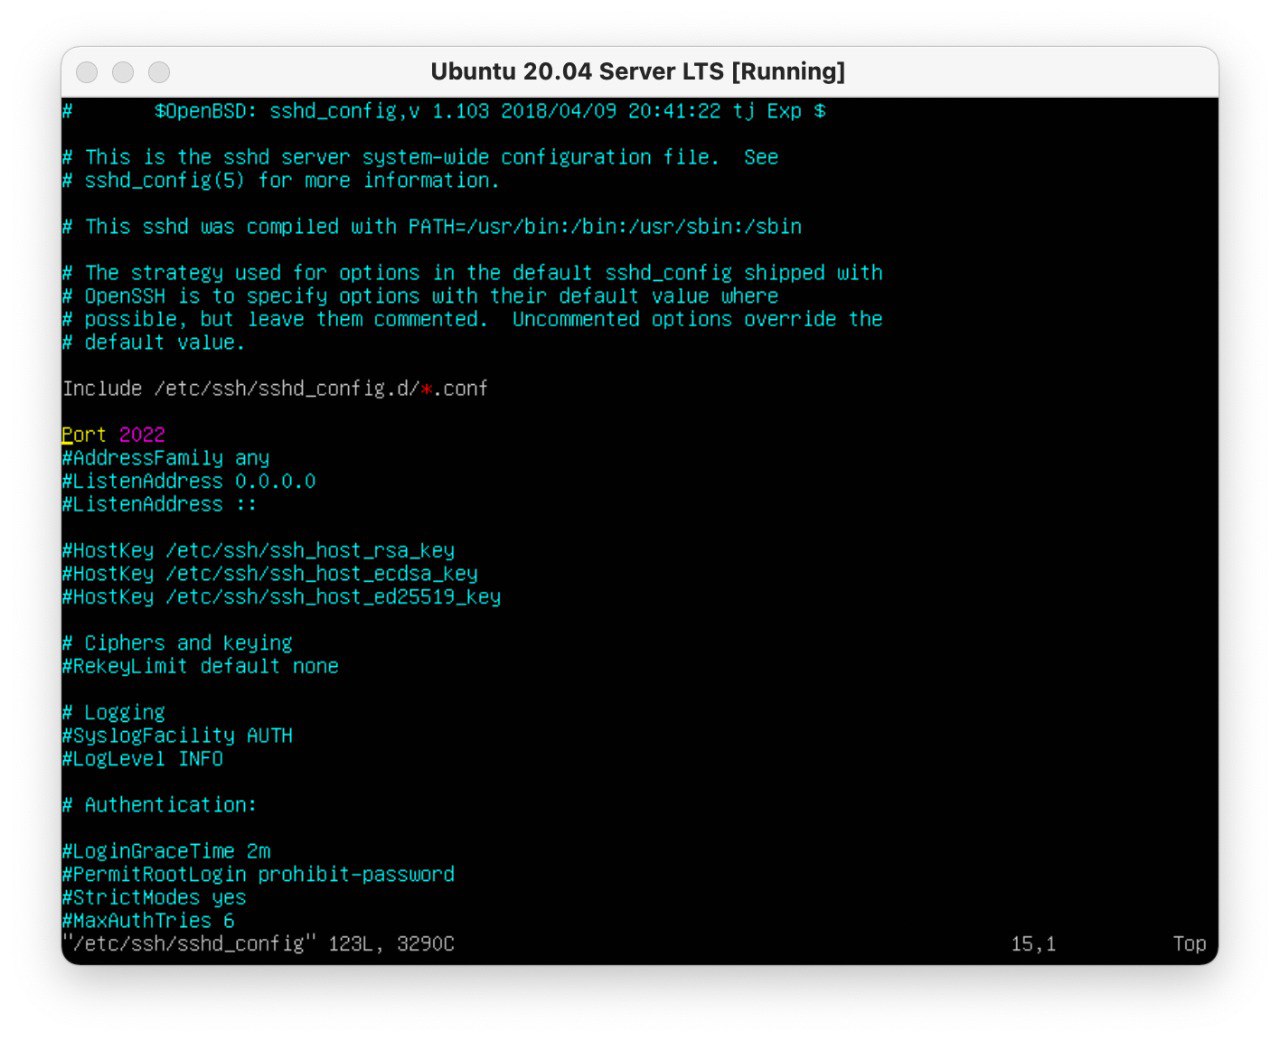 Ubuntu 20.04 Server LTS [Running]
#       $OpenBSD: sshd_config,v 1.103 2018/04/09 20:41:22 tj Exp $
# This is the sshd server system-wide configuration file.  See
# sshd_config(5) for more information.
# This sshd was compiled with PATH=/usr/bin:/bin:/usr/sbin:/sbin
# The strategy used for options in the default sshd_config shipped with
# OpenSSH is to specify options with their default value where
# possible, but leave them commented.  Uncommented options override the
# default value.
Include /etc/ssh/sshd_config.d/*.conf
Port 2022
#AddressFamily any
#ListenAddress 0.0.0.0
#ListenAddress ::
#HostKey /etc/ssh/ssh_host_rsa_key
#HostKey /etc/ssh/ssh_host_ecdsa_key
#HostKey /etc/ssh/ssh_host_ed25519_key
# Ciphers and keying
#RekeyLimit default none
# Logging
#SyslogFacility AUTH
#LogLevel INFO
# Authentication:
#LoginGraceTime 2m
#PermitRootLogin prohibit-password
#StrictModes yes
#MaxAuthTries 6
"/etc/ssh/sshd_config" 123L, 3290C 15,1 Top